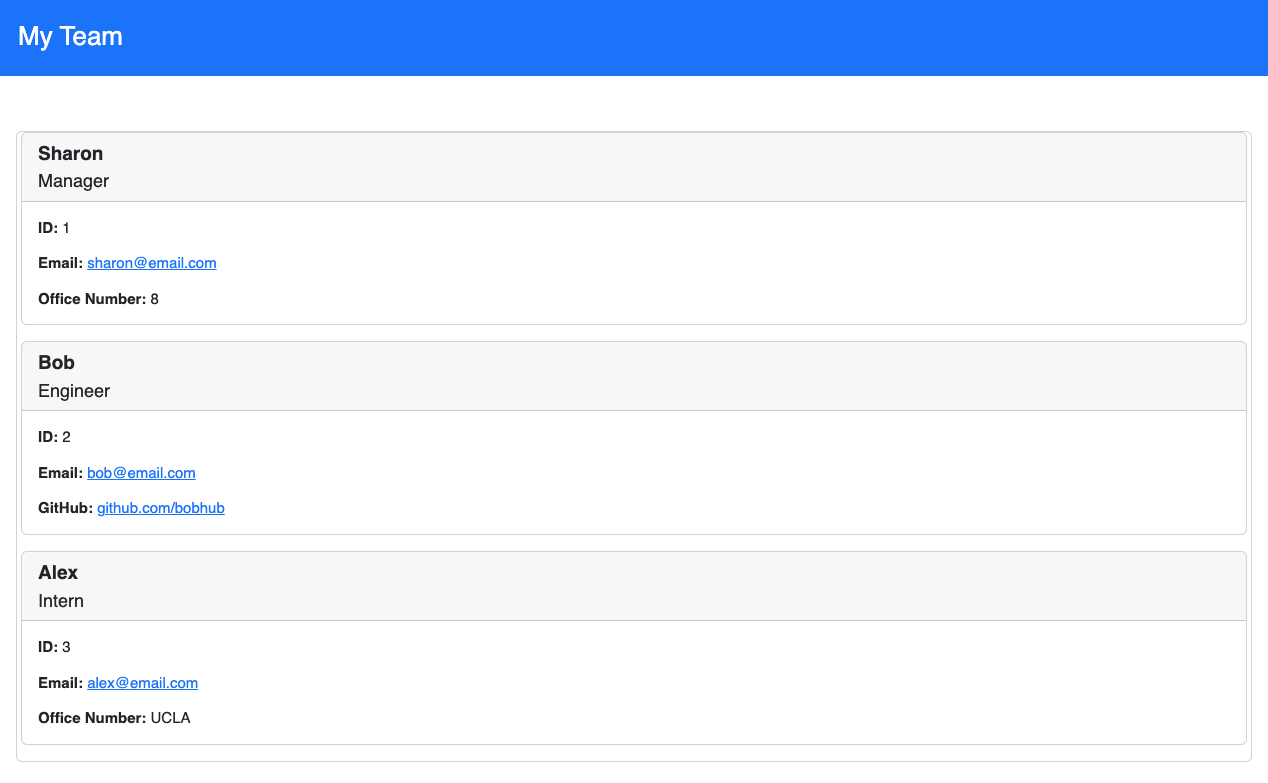 My Team
Sharon
Manager
ID: 1
Email: sharon@email.com
Office Number: 8
Bob
Engineer
ID: 2
Email: bob@email.com
GitHub: github.com/bobhub
Alex
Intern
ID: 3
Email: alex@email.com
Office Number: UCLA